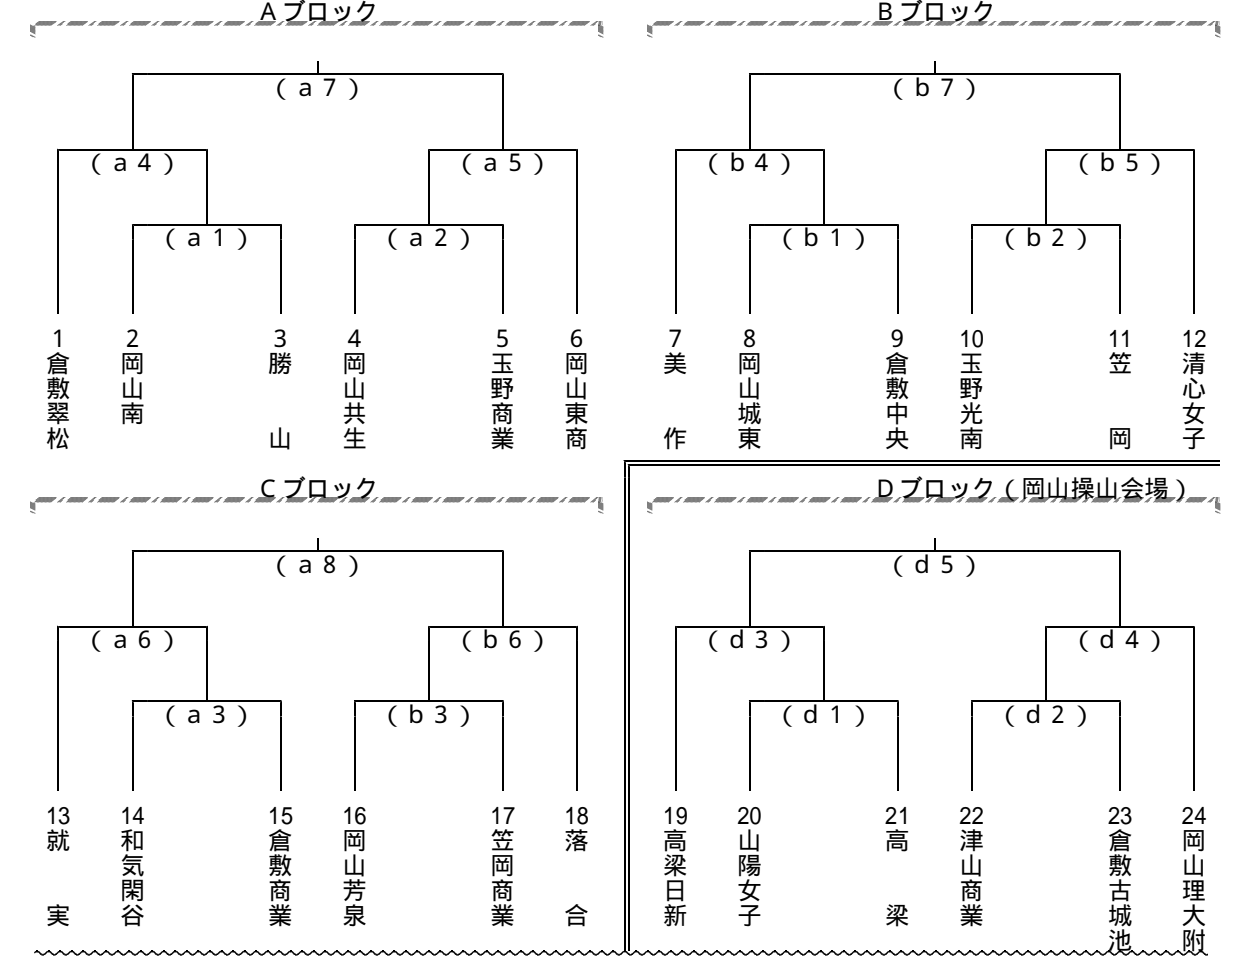 Aブロック
(a7)
(a4)
(a5)
(a1)
(a2)
1 倉敷翠松
2 岡山南
3 勝山
4 岡山共生
5 玉野商業
6 岡山東商
Bブロック
(b7)
(b4)
(b5)
(b1)
(b2)
7 美作
8 岡山城東
9 倉敷中央
10 玉野光南
11 笠岡
12 清心女子
Cブロック
(a8)
(a6)
(b6)
(a3)
(b3)
13 就実
14 和気閑谷
15 倉敷商業
16 岡山芳泉
17 笠岡商業
18 落合
Dブロック(岡山操山会場)
(d5)
(d3)
(d4)
(d1)
(d2)
19 高梁日新
20 山陽女子
21 高梁
22 津山商業
23 倉敷古城池
24 岡山理大附